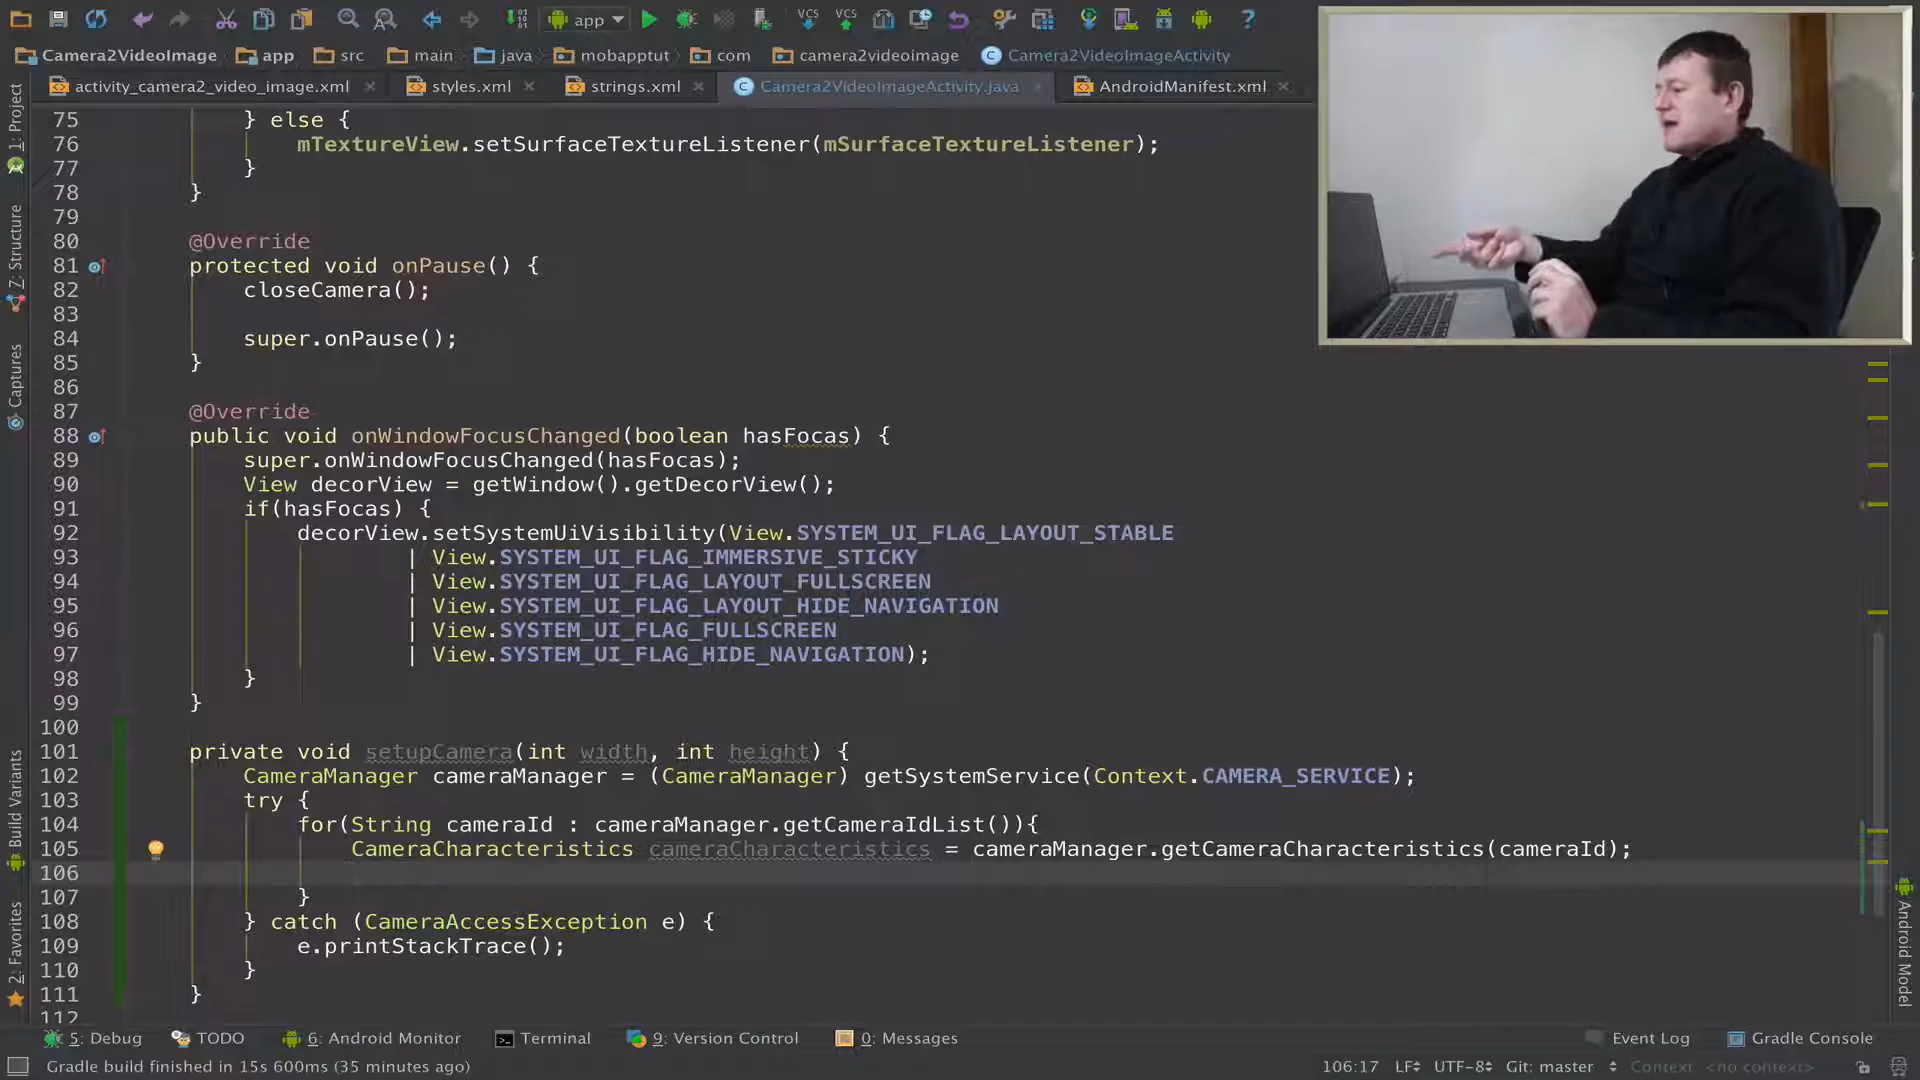 app
Camera2VideoImage app src main java mobapptut com camera2videoimage Camera2VideoImageActivity
activity_camera2_video_image.xml styles.xml strings.xml Camera2VideoImageActivity.java AndroidManifest.xml
1: Project
7: Structure
Captures
Build Variants
2: Favorites
75 } else {
76 mTextureView.setSurfaceTextureListener(mSurfaceTextureListener);
77 }
78 }
79
80 @Override
81 protected void onPause() {
82 closeCamera();
83
84 super.onPause();
85 }
86
87 @Override
88 public void onWindowFocusChanged(boolean hasFocas) {
89 super.onWindowFocusChanged(hasFocas);
90 View decorView = getWindow().getDecorView();
91 if(hasFocas) {
92 decorView.setSystemUiVisibility(View.SYSTEM_UI_FLAG_LAYOUT_STABLE
93 | View.SYSTEM_UI_FLAG_IMMERSIVE_STICKY
94 | View.SYSTEM_UI_FLAG_LAYOUT_FULLSCREEN
95 | View.SYSTEM_UI_FLAG_LAYOUT_HIDE_NAVIGATION
96 | View.SYSTEM_UI_FLAG_FULLSCREEN
97 | View.SYSTEM_UI_FLAG_HIDE_NAVIGATION);
98 }
99 }
100
101 private void setupCamera(int width, int height) {
102 CameraManager cameraManager = (CameraManager) getSystemService(Context.CAMERA_SERVICE);
103 try {
104 for(String cameraId : cameraManager.getCameraIdList()){
105 CameraCharacteristics cameraCharacteristics = cameraManager.getCameraCharacteristics(cameraId);
106
107 }
108 } catch (CameraAccessException e) {
109 e.printStackTrace();
110 }
111 }
112
Android Model
5: Debug TODO 6: Android Monitor Terminal 9: Version Control 0: Messages Event Log Gradle Console
Gradle build finished in 15s 600ms (35 minutes ago) 106:17 LF UTF-8 Git: master Context: <no context>